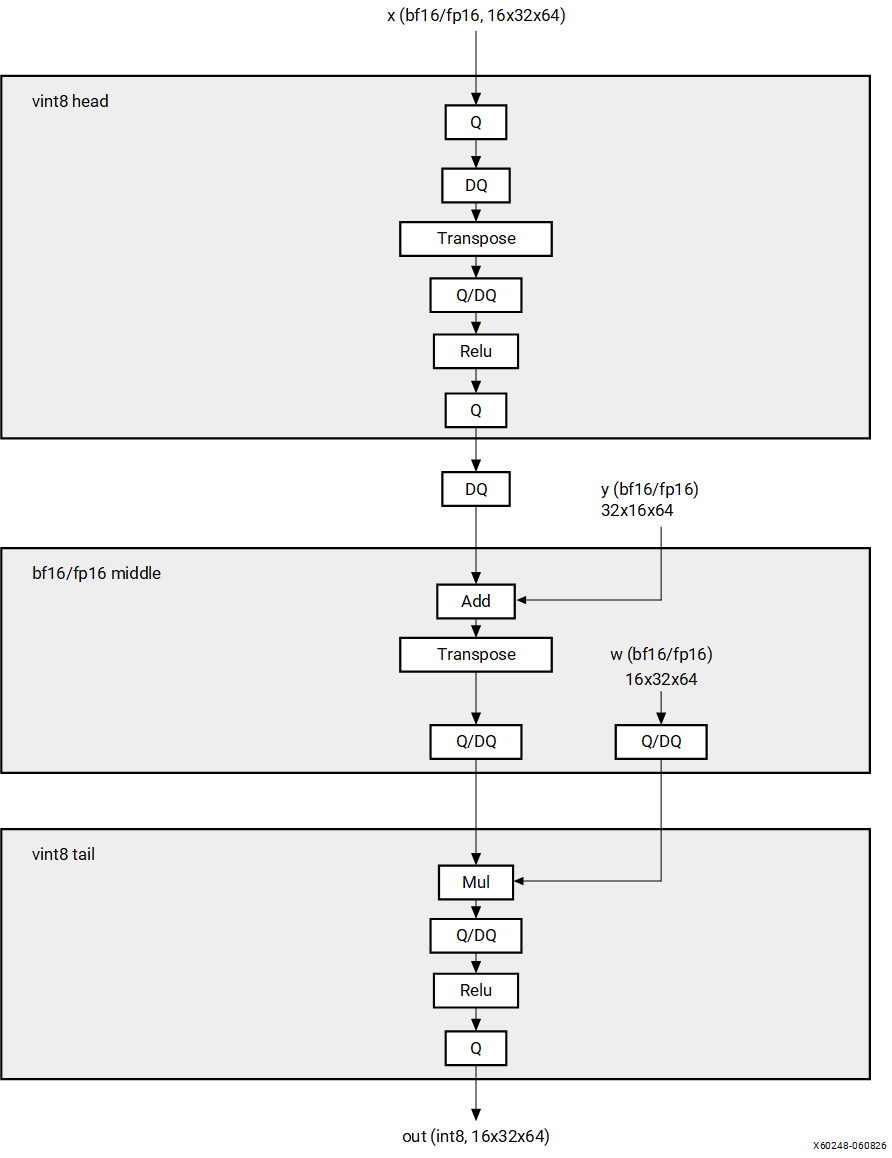 x (bf16/fp16, 16x32x64)
vint8 head
Q
DQ
Transpose
Q/DQ
Relu
Q
DQ
y (bf16/fp16)
32x16x64
bf16/fp16 middle
Add
Transpose
w (bf16/fp16)
16x32x64
Q/DQ
Q/DQ
vint8 tail
Mul
Q/DQ
Relu
Q
out (int8, 16x32x64)
X60248-060826